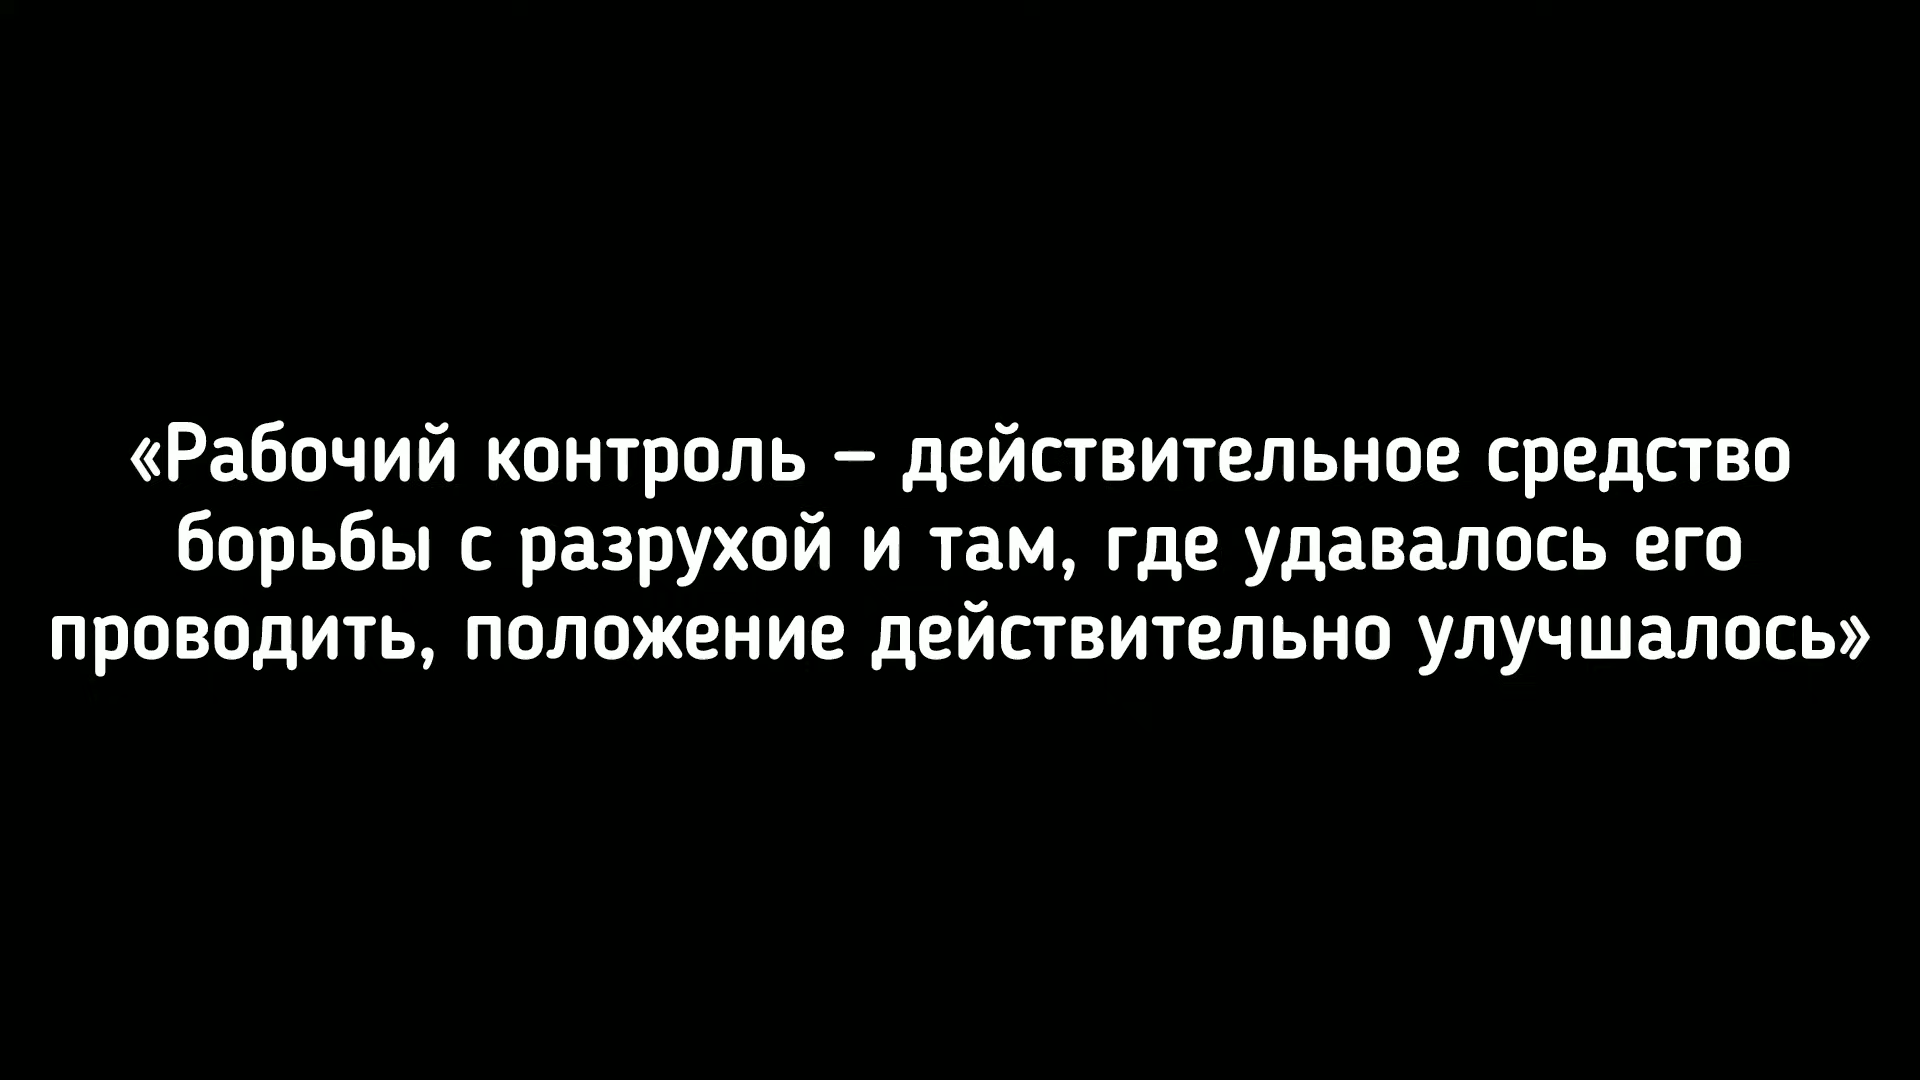 «Рабочий контроль – действительное средство
борьбы с разрухой и там, где удавалось его
проводить, положение действительно улучшалось»